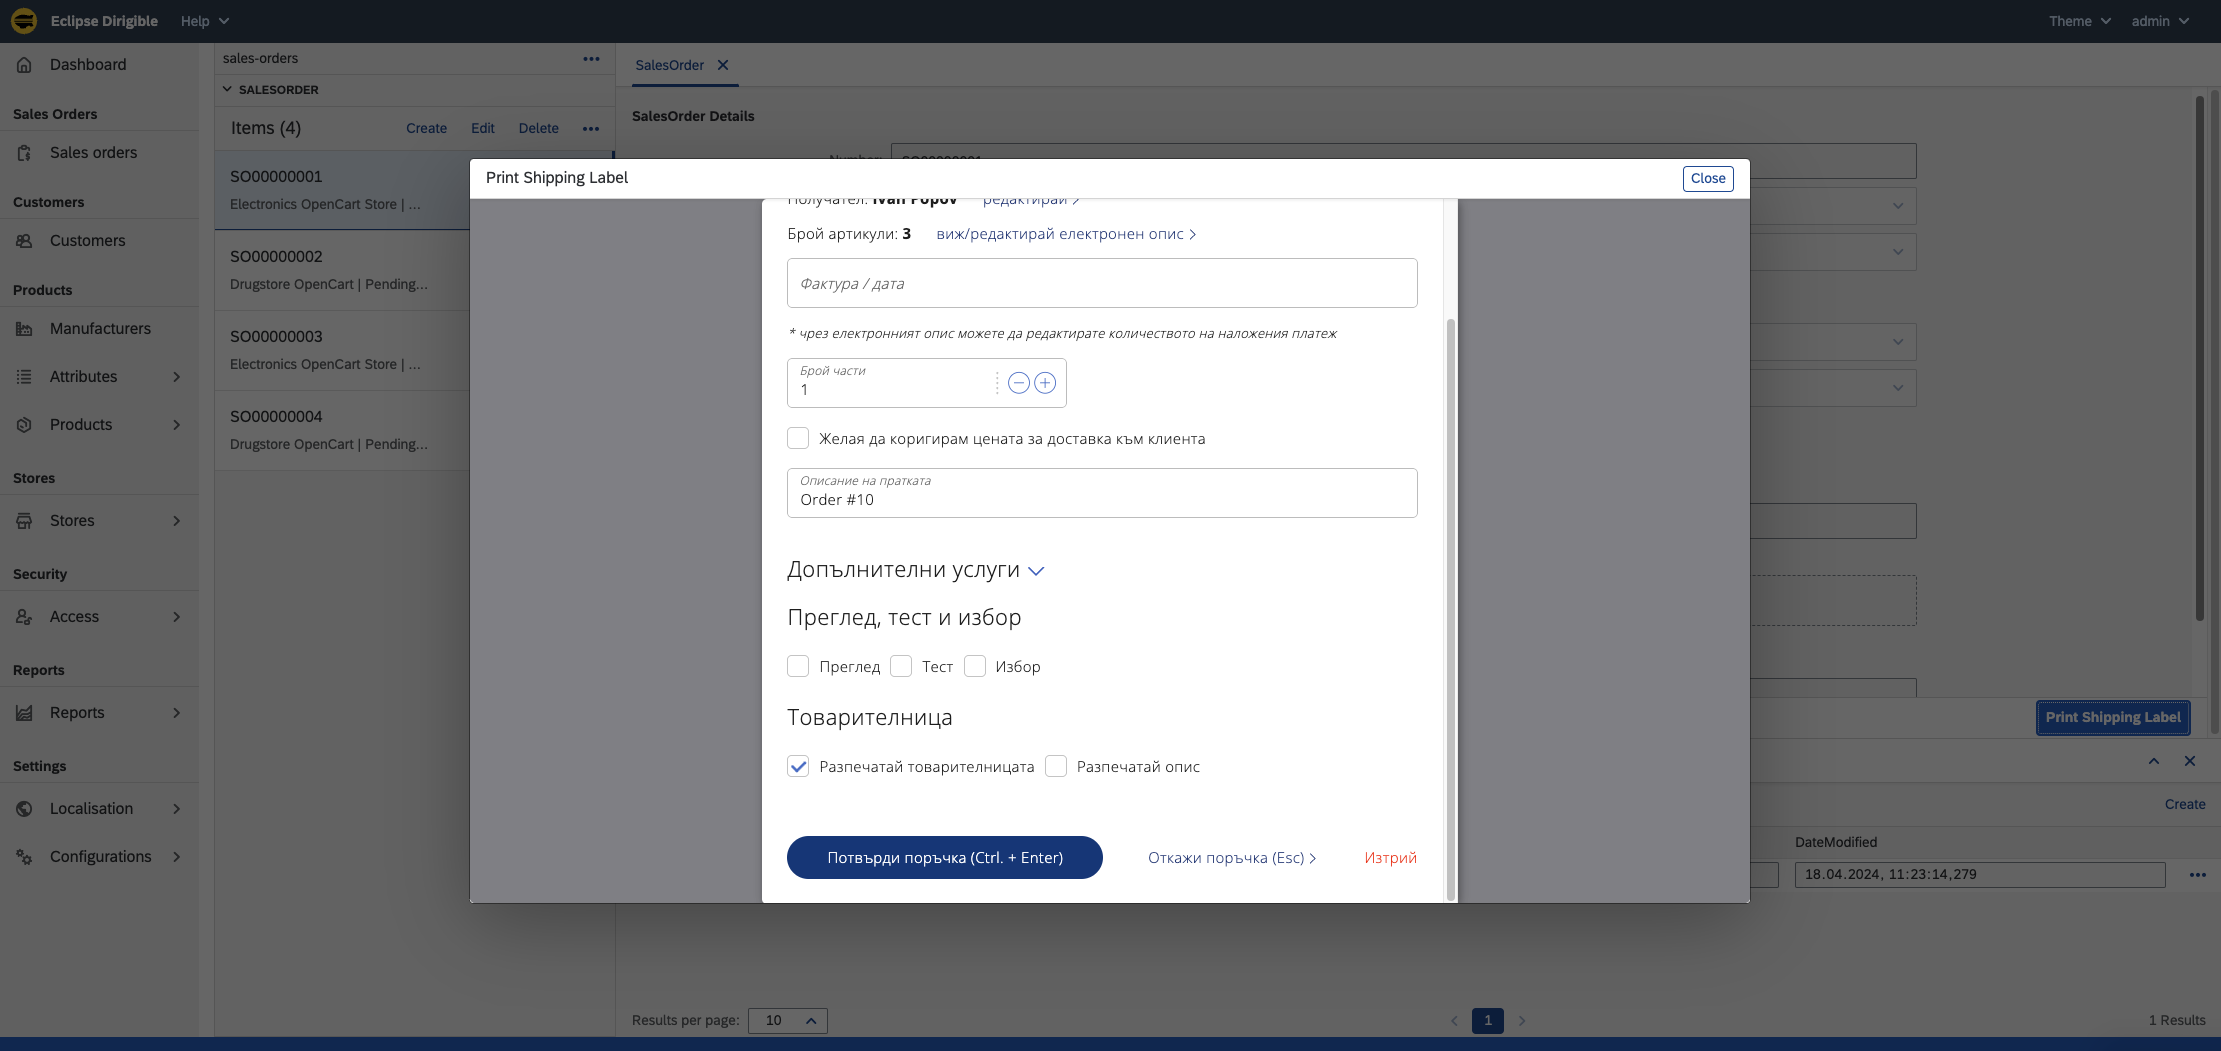 Eclipse Dirigible Help Theme admin
Dashboard
Sales Orders
Sales orders
Customers
Customers
Products
Manufacturers
Attributes
Products
Stores
Stores
Security
Access
Reports
Reports
Settings
Localisation
Configurations
sales-orders
SALESORDER
Items (4) Create Edit Delete
SO00000001
Electronics OpenCart Store | ...
SO00000002
Drugstore OpenCart | Pending...
SO00000003
Electronics OpenCart Store | ...
SO00000004
Drugstore OpenCart | Pending...
SalesOrder
SalesOrder Details
Number: SO00000001
Print Shipping Label Close
Получател: Ivan Popov редактирай >
Брой артикули: 3 виж/редактирай електронен опис >
Фактура / дата
* чрез електронният опис можете да редактирате количеството на наложения платеж
Брой части
1
Желая да коригирам цената за доставка към клиента
Описание на пратката
Order #10
Допълнителни услуги
Преглед, тест и избор
Преглед Тест Избор
Товарителница
Разпечатай товарителницата Разпечатай опис
Потвърди поръчка (Ctrl. + Enter) Откажи поръчка (Esc) > Изтрий
Print Shipping Label
Create
DateModified
18.04.2024, 11:23:14,279
Results per page: 10 1 1 Results